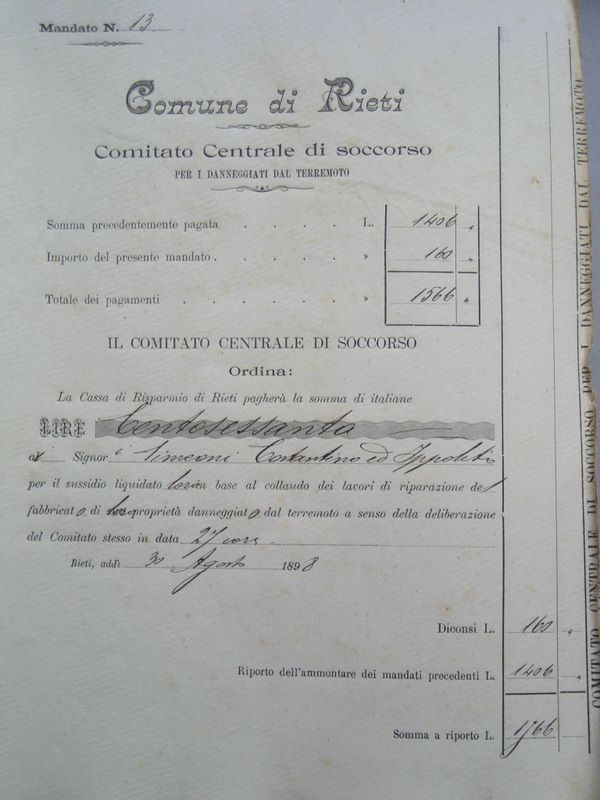 Mandato N. 13
Comune di Rieti
Comitato Centrale di soccorso
PER I DANNEGGIATI DAL TERREMOTO
Somma precedentemente pagata . . . . L. 1406 "
Importo del presente mandato . . . . . » 160 "
Totale dei pagamenti . . . . . . » 1566 "
IL COMITATO CENTRALE DI SOCCORSO
Ordina:
La Cassa di Risparmio di Rieti pagherà la somma di italiane
LIRE Centosessanta
ai Signori Simeoni Costantino ed Ippolito
per il sussidio liquidato loro in base al collaudo dei lavori di riparazione del
fabbricato di loro proprietà danneggiato dal terremoto a senso della deliberazione
del Comitato stesso in data 27 corr.
Rieti, addì 30 Agosto 1898
Diconsi L. 160 "
Riporto dell'ammontare dei mandati precedenti L. 1406 "
Somma a riporto L. 1566
COMITATO CENTRALE DI SOCCORSO PER I DANNEGGIATI DAL TERREMOTO